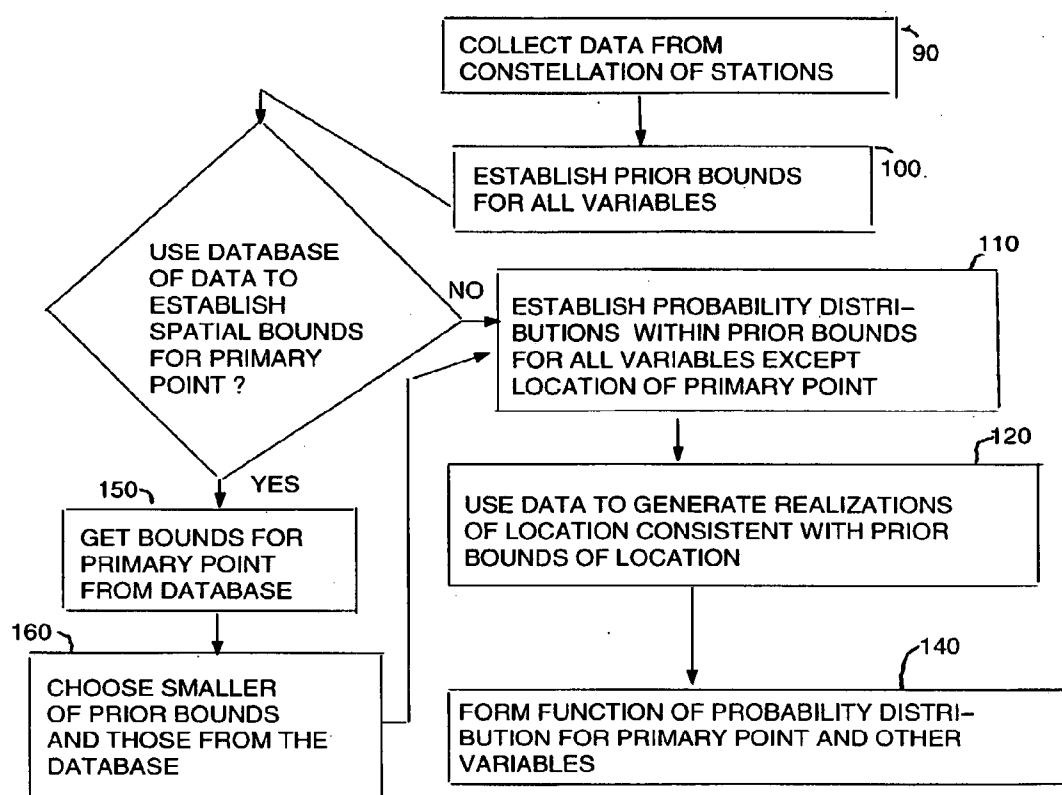 COLLECT DATA FROM
CONSTELLATION OF STATIONS
90
ESTABLISH PRIOR BOUNDS
FOR ALL VARIABLES
100
USE DATABASE
OF DATA TO
ESTABLISH
SPATIAL BOUNDS
FOR PRIMARY
POINT ?
NO
YES
110
ESTABLISH PROBABILITY DISTRI-
BUTIONS WITHIN PRIOR BOUNDS
FOR ALL VARIABLES EXCEPT
LOCATION OF PRIMARY POINT
120
USE DATA TO GENERATE REALIZATIONS
OF LOCATION CONSISTENT WITH PRIOR
BOUNDS OF LOCATION
150
GET BOUNDS FOR
PRIMARY POINT
FROM DATABASE
160
CHOOSE SMALLER
OF PRIOR BOUNDS
AND THOSE FROM THE
DATABASE
140
FORM FUNCTION OF PROBABILITY DISTRI-
BUTION FOR PRIMARY POINT AND OTHER
VARIABLES